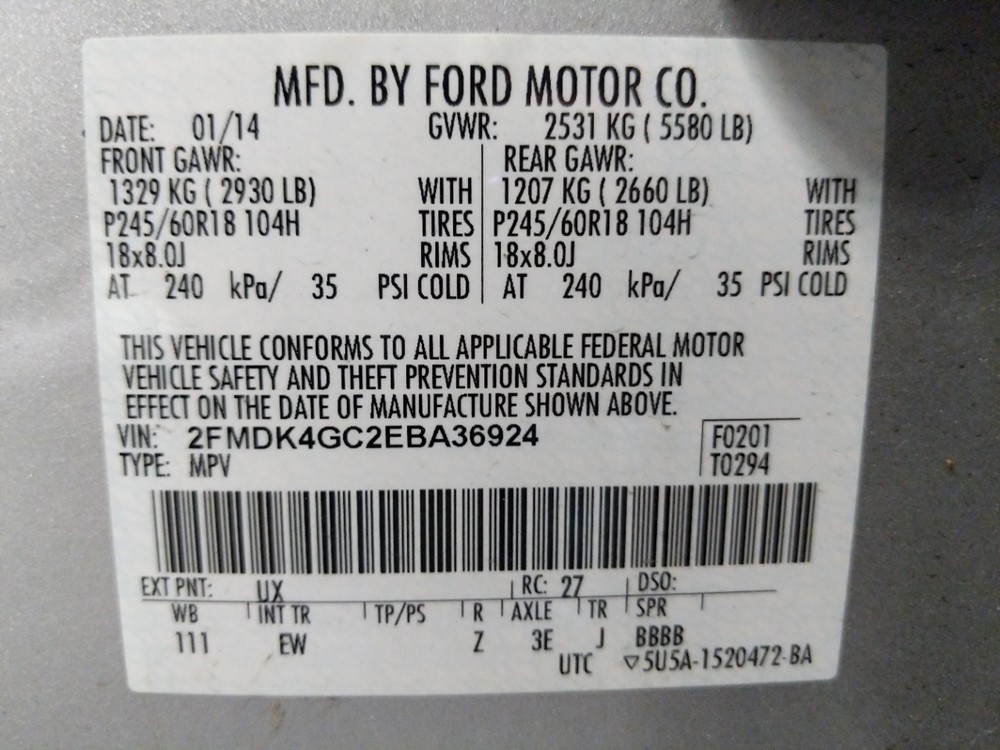 MFD. BY FORD MOTOR CO.
DATE: 01/14 GVWR: 2531 KG ( 5580 LB)
FRONT GAWR: REAR GAWR:
1329 KG ( 2930 LB) WITH 1207 KG ( 2660 LB) WITH
P245/60R18 104H TIRES P245/60R18 104H TIRES
18x8.0J RIMS 18x8.0J RIMS
AT 240 kPa/ 35 PSI COLD AT 240 kPa/ 35 PSI COLD
THIS VEHICLE CONFORMS TO ALL APPLICABLE FEDERAL MOTOR
VEHICLE SAFETY AND THEFT PREVENTION STANDARDS IN
EFFECT ON THE DATE OF MANUFACTURE SHOWN ABOVE.
VIN: 2FMDK4GC2EBA36924 F0201
TYPE: MPV T0294
EXT PNT: UX RC: 27 DSO:
WB INT TR TP/PS R AXLE TR SPR
111 EW Z 3E J BBBB
UTC ▽5U5A-1520472-BA